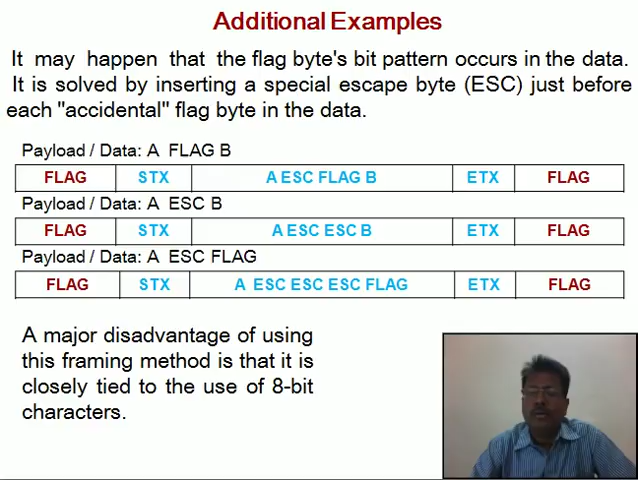 Additional Examples
It may happen that the flag byte's bit pattern occurs in the data.
It is solved by inserting a special escape byte (ESC) just before
each "accidental" flag byte in the data.
Payload / Data: A FLAG B
FLAG STX A ESC FLAG B ETX FLAG
Payload / Data: A ESC B
FLAG STX A ESC ESC B ETX FLAG
Payload / Data: A ESC FLAG
FLAG STX A ESC ESC ESC FLAG ETX FLAG
A major disadvantage of using
this framing method is that it is
closely tied to the use of 8-bit
characters.